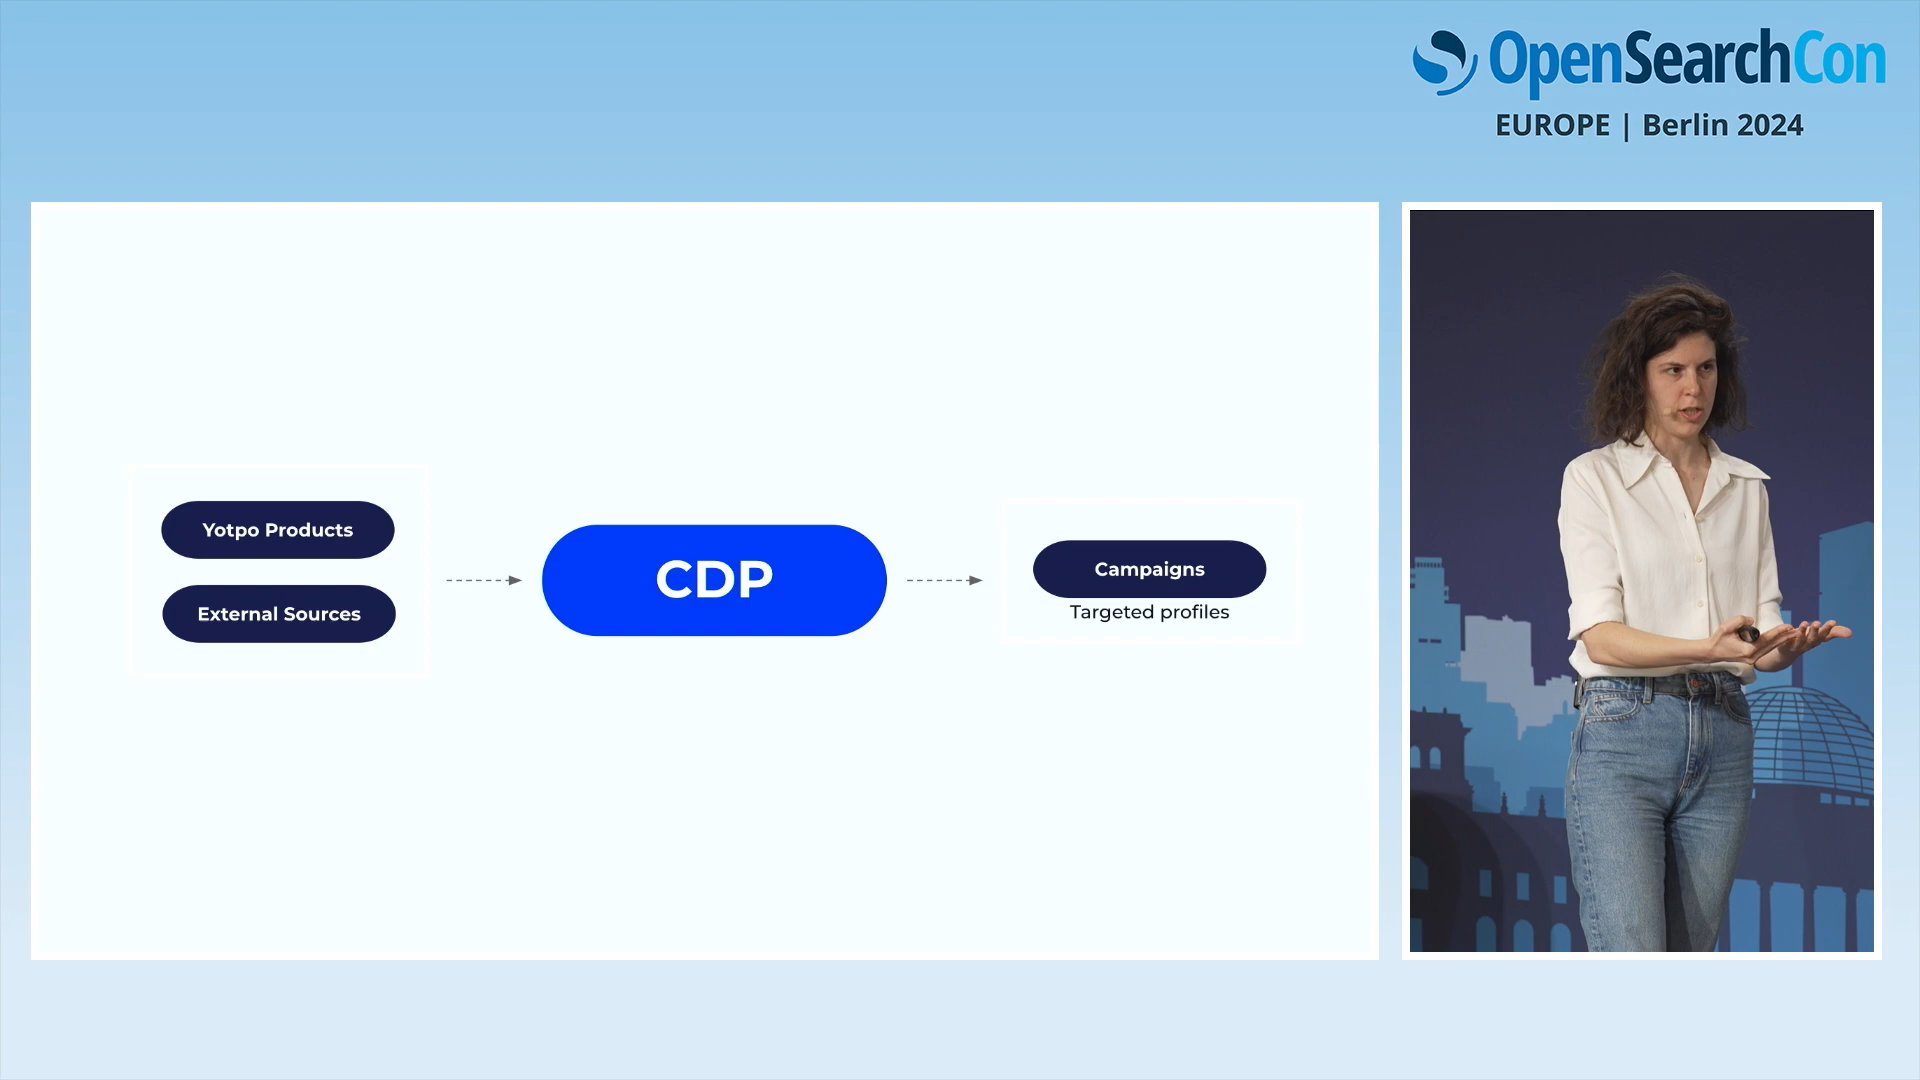 OpenSearchCon
EUROPE | Berlin 2024
Yotpo Products
External Sources
CDP
Campaigns
Targeted profiles